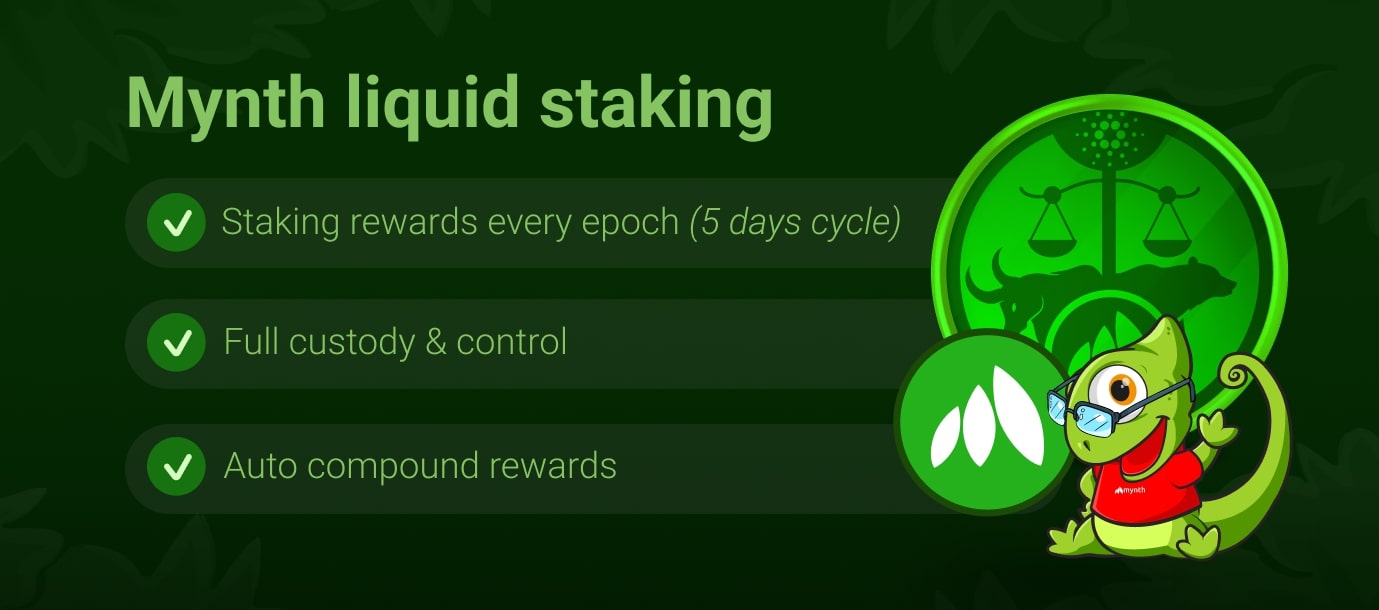 Mynth liquid staking
Staking rewards every epoch (5 days cycle)
Full custody & control
Auto compound rewards
mynth